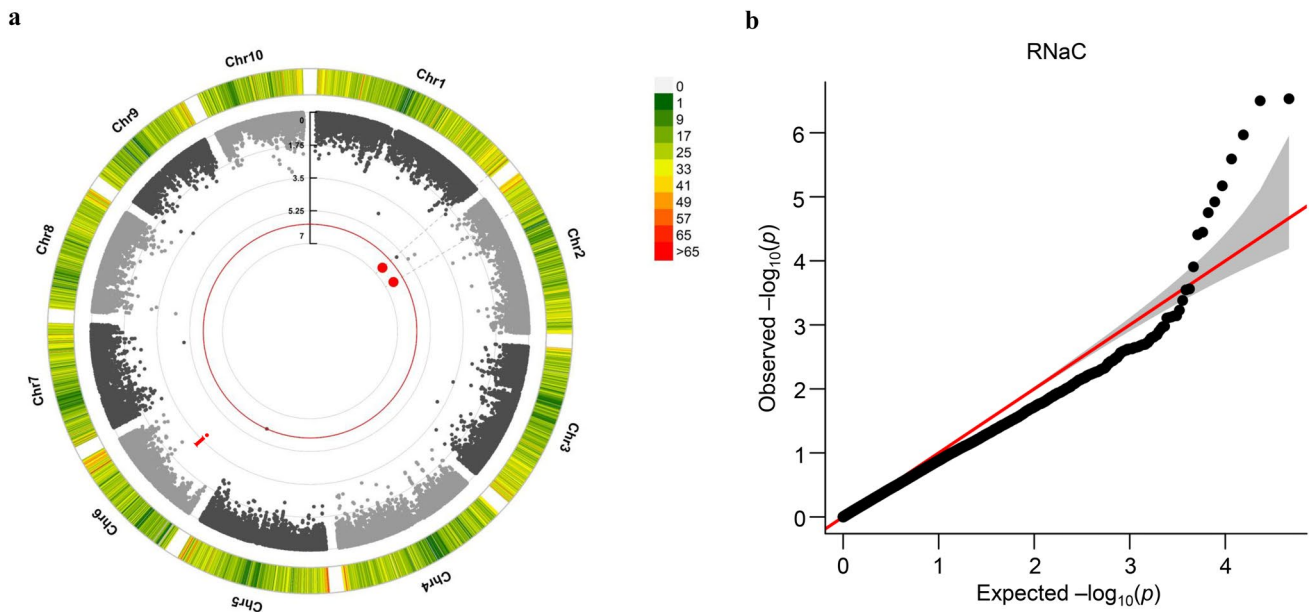 a
b
Chr10
Chr1
Chr9
Chr2
Chr8
Chr3
Chr7
Chr4
Chr6
Chr5
0
1.75
3.5
5.25
7
0
1
9
17
25
33
41
49
57
65
>65
RNaC
Observed –log10(p)
6
5
4
3
2
1
0
0
1
2
3
4
Expected –log10(p)